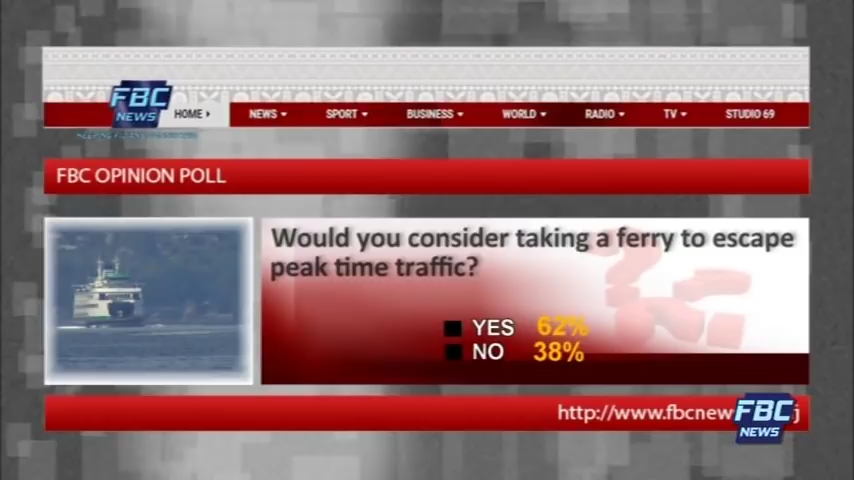 FBC
NEWS
HOME
NEWS
SPORT
BUSINESS
WORLD
RADIO
TV
STUDIO 69
FBC OPINION POLL
Would you consider taking a ferry to escape
peak time traffic?
YES 62%
NO 38%
http://www.fbcnew
j
FBC
NEWS